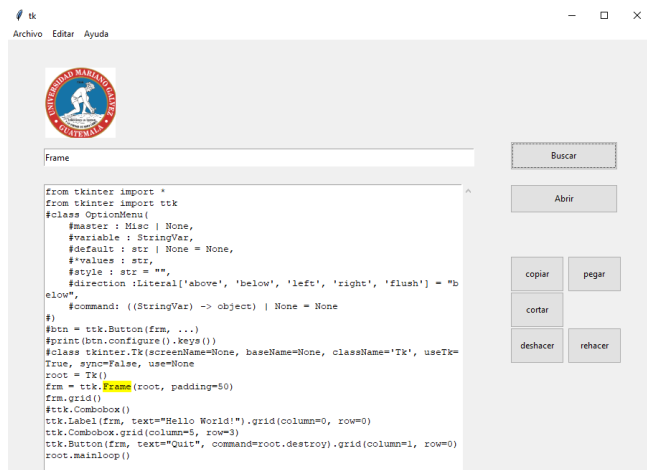 tk
Archivo Editar Ayuda
UNIVERSIDAD MARIANO GALVEZ
GUATEMALA
Frame
Buscar
Abrir
from tkinter import *
from tkinter import ttk
#class OptionMenu(
    #master : Misc | None,
    #variable : StringVar,
    #default : str | None = None,
    #*values : str,
    #style : str = "",
    #direction :Literal['above', 'below', 'left', 'right', 'flush'] = "b
elow",
    #command: ((StringVar) -> object) | None = None
#)
#btn = ttk.Button(frm, ...)
#print(btn.configure().keys())
#class tkinter.Tk(screenName=None, baseName=None, className='Tk', useTk=
True, sync=False, use=None
root = Tk()
frm = ttk.Frame(root, padding=50)
frm.grid()
#ttk.Combobox()
ttk.Label(frm, text="Hello World!").grid(column=0, row=0)
ttk.Combobox.grid(column=5, row=3)
ttk.Button(frm, text="Quit", command=root.destroy).grid(column=1, row=0)
root.mainloop()
copiar pegar
cortar
deshacer rehacer